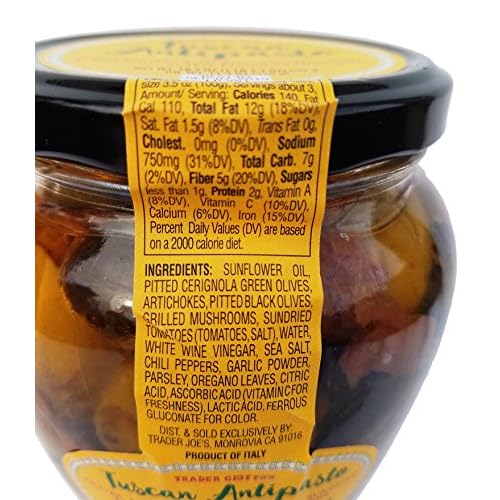 Tuscan Antipasto
size 3.5 oz (100g), Servings about 3,
Amount/ Serving: Calories 140, Fat
Cal 110, Total Fat 12g (18%DV),
Sat. Fat 1.5g (8%DV), Trans Fat 0g,
Cholest. 0mg (0%DV), Sodium
750mg (31%DV), Total Carb. 7g
(2%DV), Fiber 5g (20%DV), Sugars
less than 1g, Protein 2g, Vitamin A
(8%DV), Vitamin C (10%DV),
Calcium (6%DV), Iron (15%DV).
Percent Daily Values (DV) are based
on a 2000 calorie diet.
INGREDIENTS: SUNFLOWER OIL,
PITTED CERIGNOLA GREEN OLIVES,
ARTICHOKES, PITTED BLACK OLIVES,
GRILLED MUSHROOMS, SUNDRIED
TOMATOES (TOMATOES, SALT), WATER,
WHITE WINE VINEGAR, SEA SALT,
CHILI PEPPERS, GARLIC POWDER,
PARSLEY, OREGANO LEAVES, CITRIC
ACID, ASCORBIC ACID (VITAMIN C FOR
FRESHNESS), LACTIC ACID, FERROUS
GLUCONATE FOR COLOR.
DIST. & SOLD EXCLUSIVELY BY:
TRADER JOE'S, MONROVIA CA 91016
PRODUCT OF ITALY
TRADER GIOTTO'S
Tuscan Antipasto